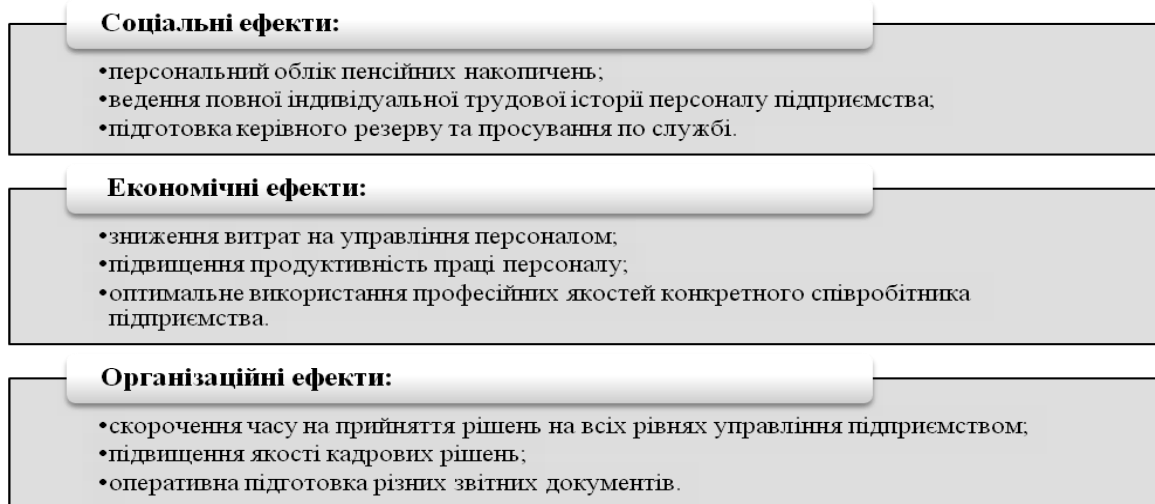 Соціальні ефекти:
•персональний облік пенсійних накопичень;
•ведення повної індивідуальної трудової історії персоналу підприємства;
•підготовка керівного резерву та просування по службі.
Економічні ефекти:
•зниження витрат на управління персоналом;
•підвищення продуктивність праці персоналу;
•оптимальне використання професійних якостей конкретного співробітника
підприємства.
Організаційні ефекти:
•скорочення часу на прийняття рішень на всіх рівнях управління підприємством;
•підвищення якості кадрових рішень;
•оперативна підготовка різних звітних документів.